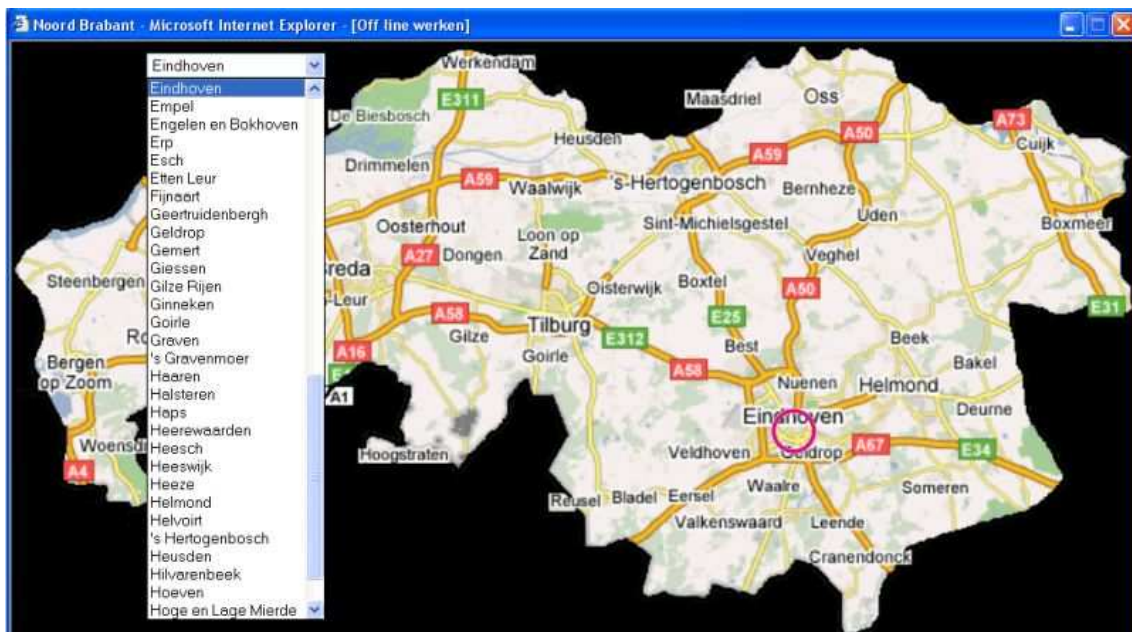 Noord Brabant - Microsoft Internet Explorer - [Off line werken]
Eindhoven
Eindhoven
Empel
Engelen en Bokhoven
Erp
Esch
Etten Leur
Fijnaart
Geertruidenbergh
Geldrop
Gemert
Giessen
Gilze Rijen
Ginneken
Goirle
Graven
's Gravenmoer
Haaren
Halsteren
Haps
Heerewaarden
Heesch
Heeswijk
Heeze
Helmond
Helvoirt
's Hertogenbosch
Heusden
Hilvarenbeek
Hoeven
Hoge en Lage Mierde
Werkendam
E311
Maasdriel
Oss
De Biesbosch
A73
Heusden
A50
Cuijk
Drimmelen
A59
A59
Waalwijk
's-Hertogenbosch
Bernheze
Oosterhout
Sint-Michielsgestel
Uden
Boxmeer
Loon op
Zand
A27
Dongen
Veghel
Steenbergen
reda
Oisterwijk
Boxtel
A50
-Leur
A58
Gilze
Tilburg
E25
E31
Ro
E312
Best
Beek
A16
Goirle
A58
Bakel
Bergen
op Zoom
Nuenen
Helmond
A1
Eindhoven
Deurne
Woensd
Hoogstraten
Veldhoven
Geldrop
A67
E34
A4
Waalre
Someren
Reusel
Bladel
Eersel
Valkenswaard
Leende
Cranendonck